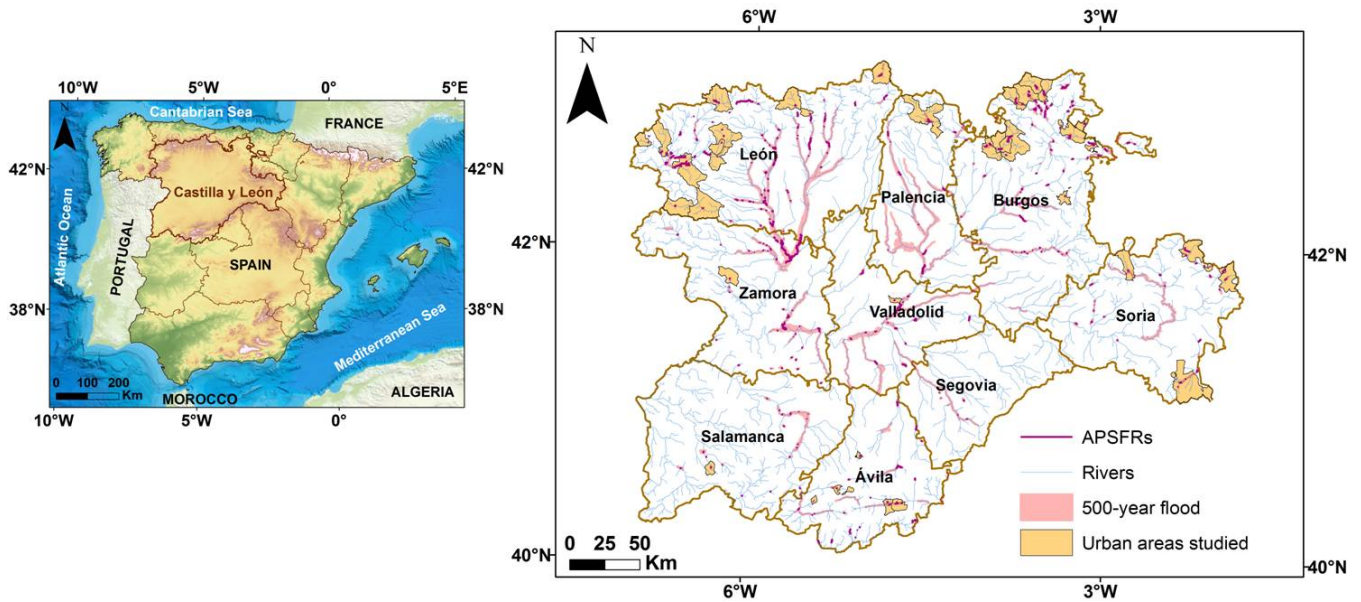 10°W
5°W
0°
5°E
N
Cantabrian Sea
FRANCE
42°N
42°N
Castilla y León
Atlantic Ocean
PORTUGAL
SPAIN
38°N
38°N
Mediterranean Sea
0 100 200
Km
MOROCCO
ALGERIA
10°W
5°W
0°
6°W
3°W
N
León
Palencia
Burgos
42°N
42°N
Zamora
Valladolid
Soria
Segovia
Salamanca
Ávila
APSFRs
Rivers
500-year flood
Urban areas studied
0 25 50
Km
40°N
40°N
6°W
3°W